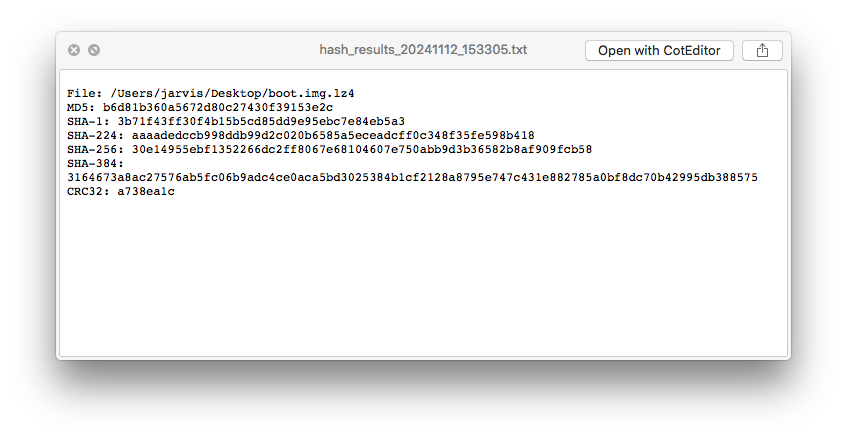 hash_results_20241112_153305.txt
Open with CotEditor
File: /Users/jarvis/Desktop/boot.img.lz4
MD5: b6d81b360a5672d80c27430f39153e2c
SHA-1: 3b71f43ff30f4b15b5cd85dd9e95ebc7e84eb5a3
SHA-224: aaaadedccb998ddb99d2c020b6585a5eceadcff0c348f35fe598b418
SHA-256: 30e14955ebf1352266dc2ff8067e68104607e750abb9d3b36582b8af909fcb58
SHA-384:
3164673a8ac27576ab5fc06b9adc4ce0aca5bd3025384b1cf2128a8795e747c431e882785a0bf8dc70b42995db388575
CRC32: a738ea1c